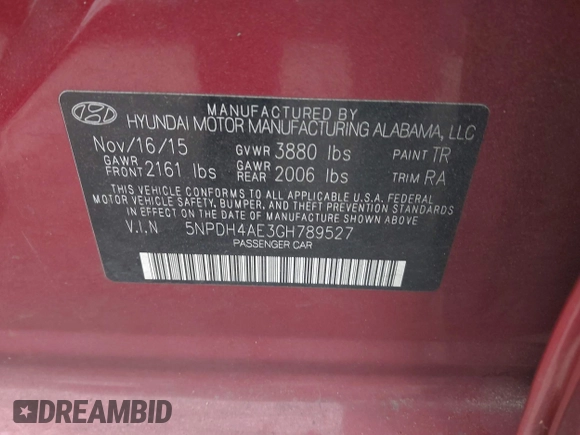 MANUFACTURED BY
HYUNDAI MOTOR MANUFACTURING ALABAMA, LLC
Nov/16/15 GVWR 3880 lbs PAINT TR
GAWR FRONT 2161 lbs GAWR REAR 2006 lbs TRIM RA
THIS VEHICLE CONFORMS TO ALL APPLICABLE U.S.A. FEDERAL
MOTOR VEHICLE SAFETY, BUMPER, AND THEFT PREVENTION STANDARDS
IN EFFECT ON THE DATE OF MANUFACTURE SHOWN ABOVE.
V.I.N 5NPDH4AE3GH789527
PASSENGER CAR
DREAMBID